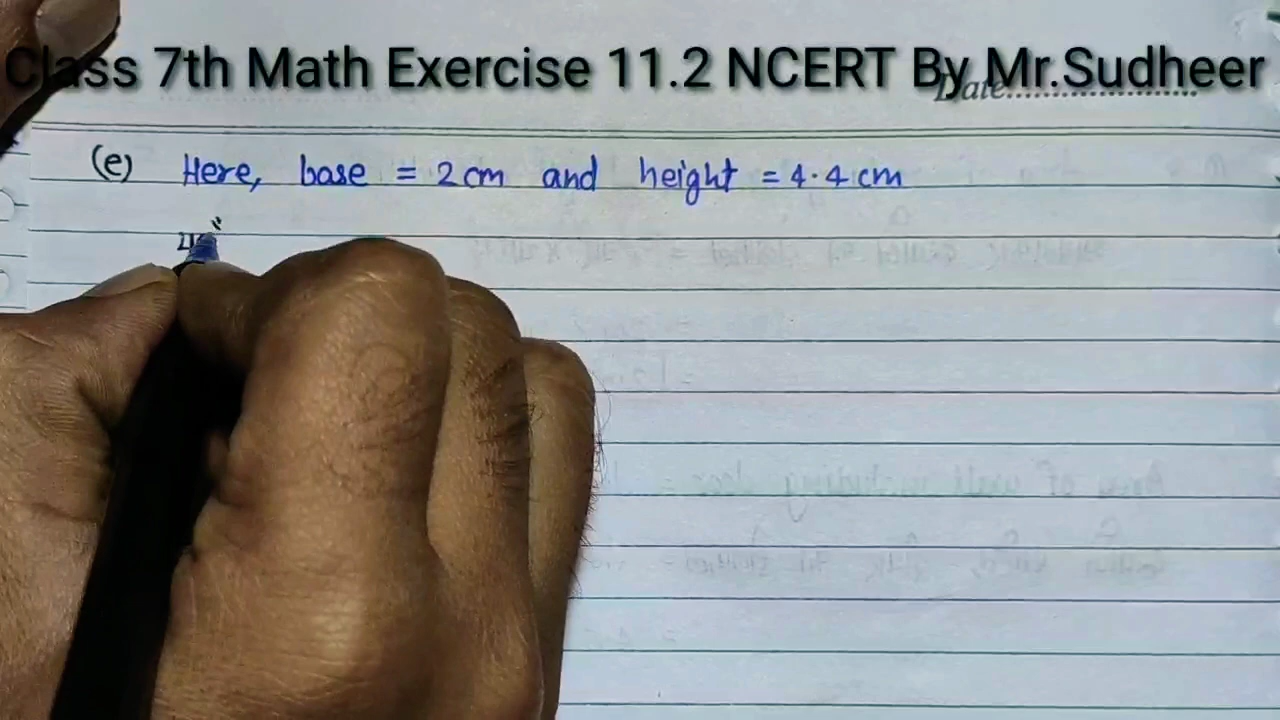 Class 7th Math Exercise 11.2 NCERT By Mr.Sudheer
Date....................
(e) Here, base = 2 cm and height = 4.4 cm